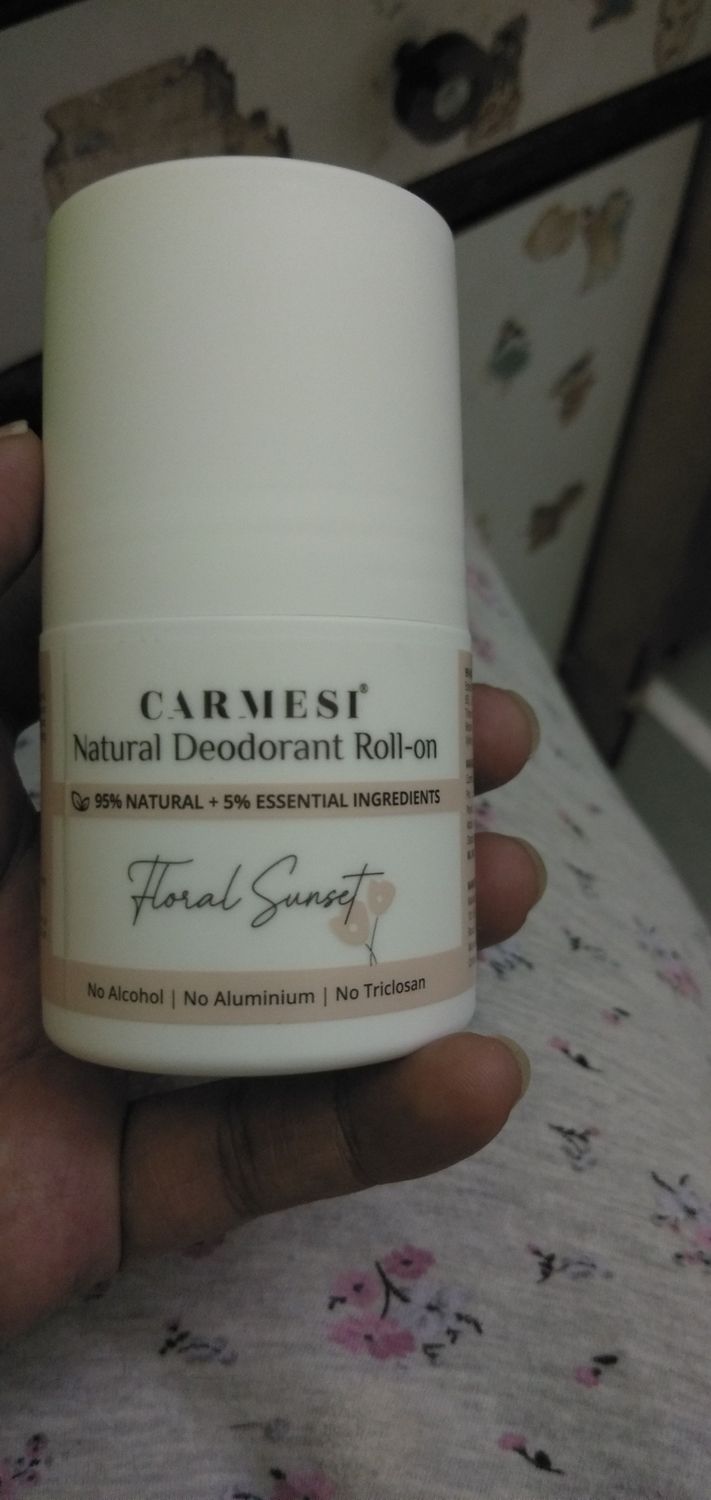 CARMESI®
Natural Deodorant Roll-on
95% NATURAL + 5% ESSENTIAL INGREDIENTS
Floral Sunset
No Alcohol | No Aluminium | No Triclosan